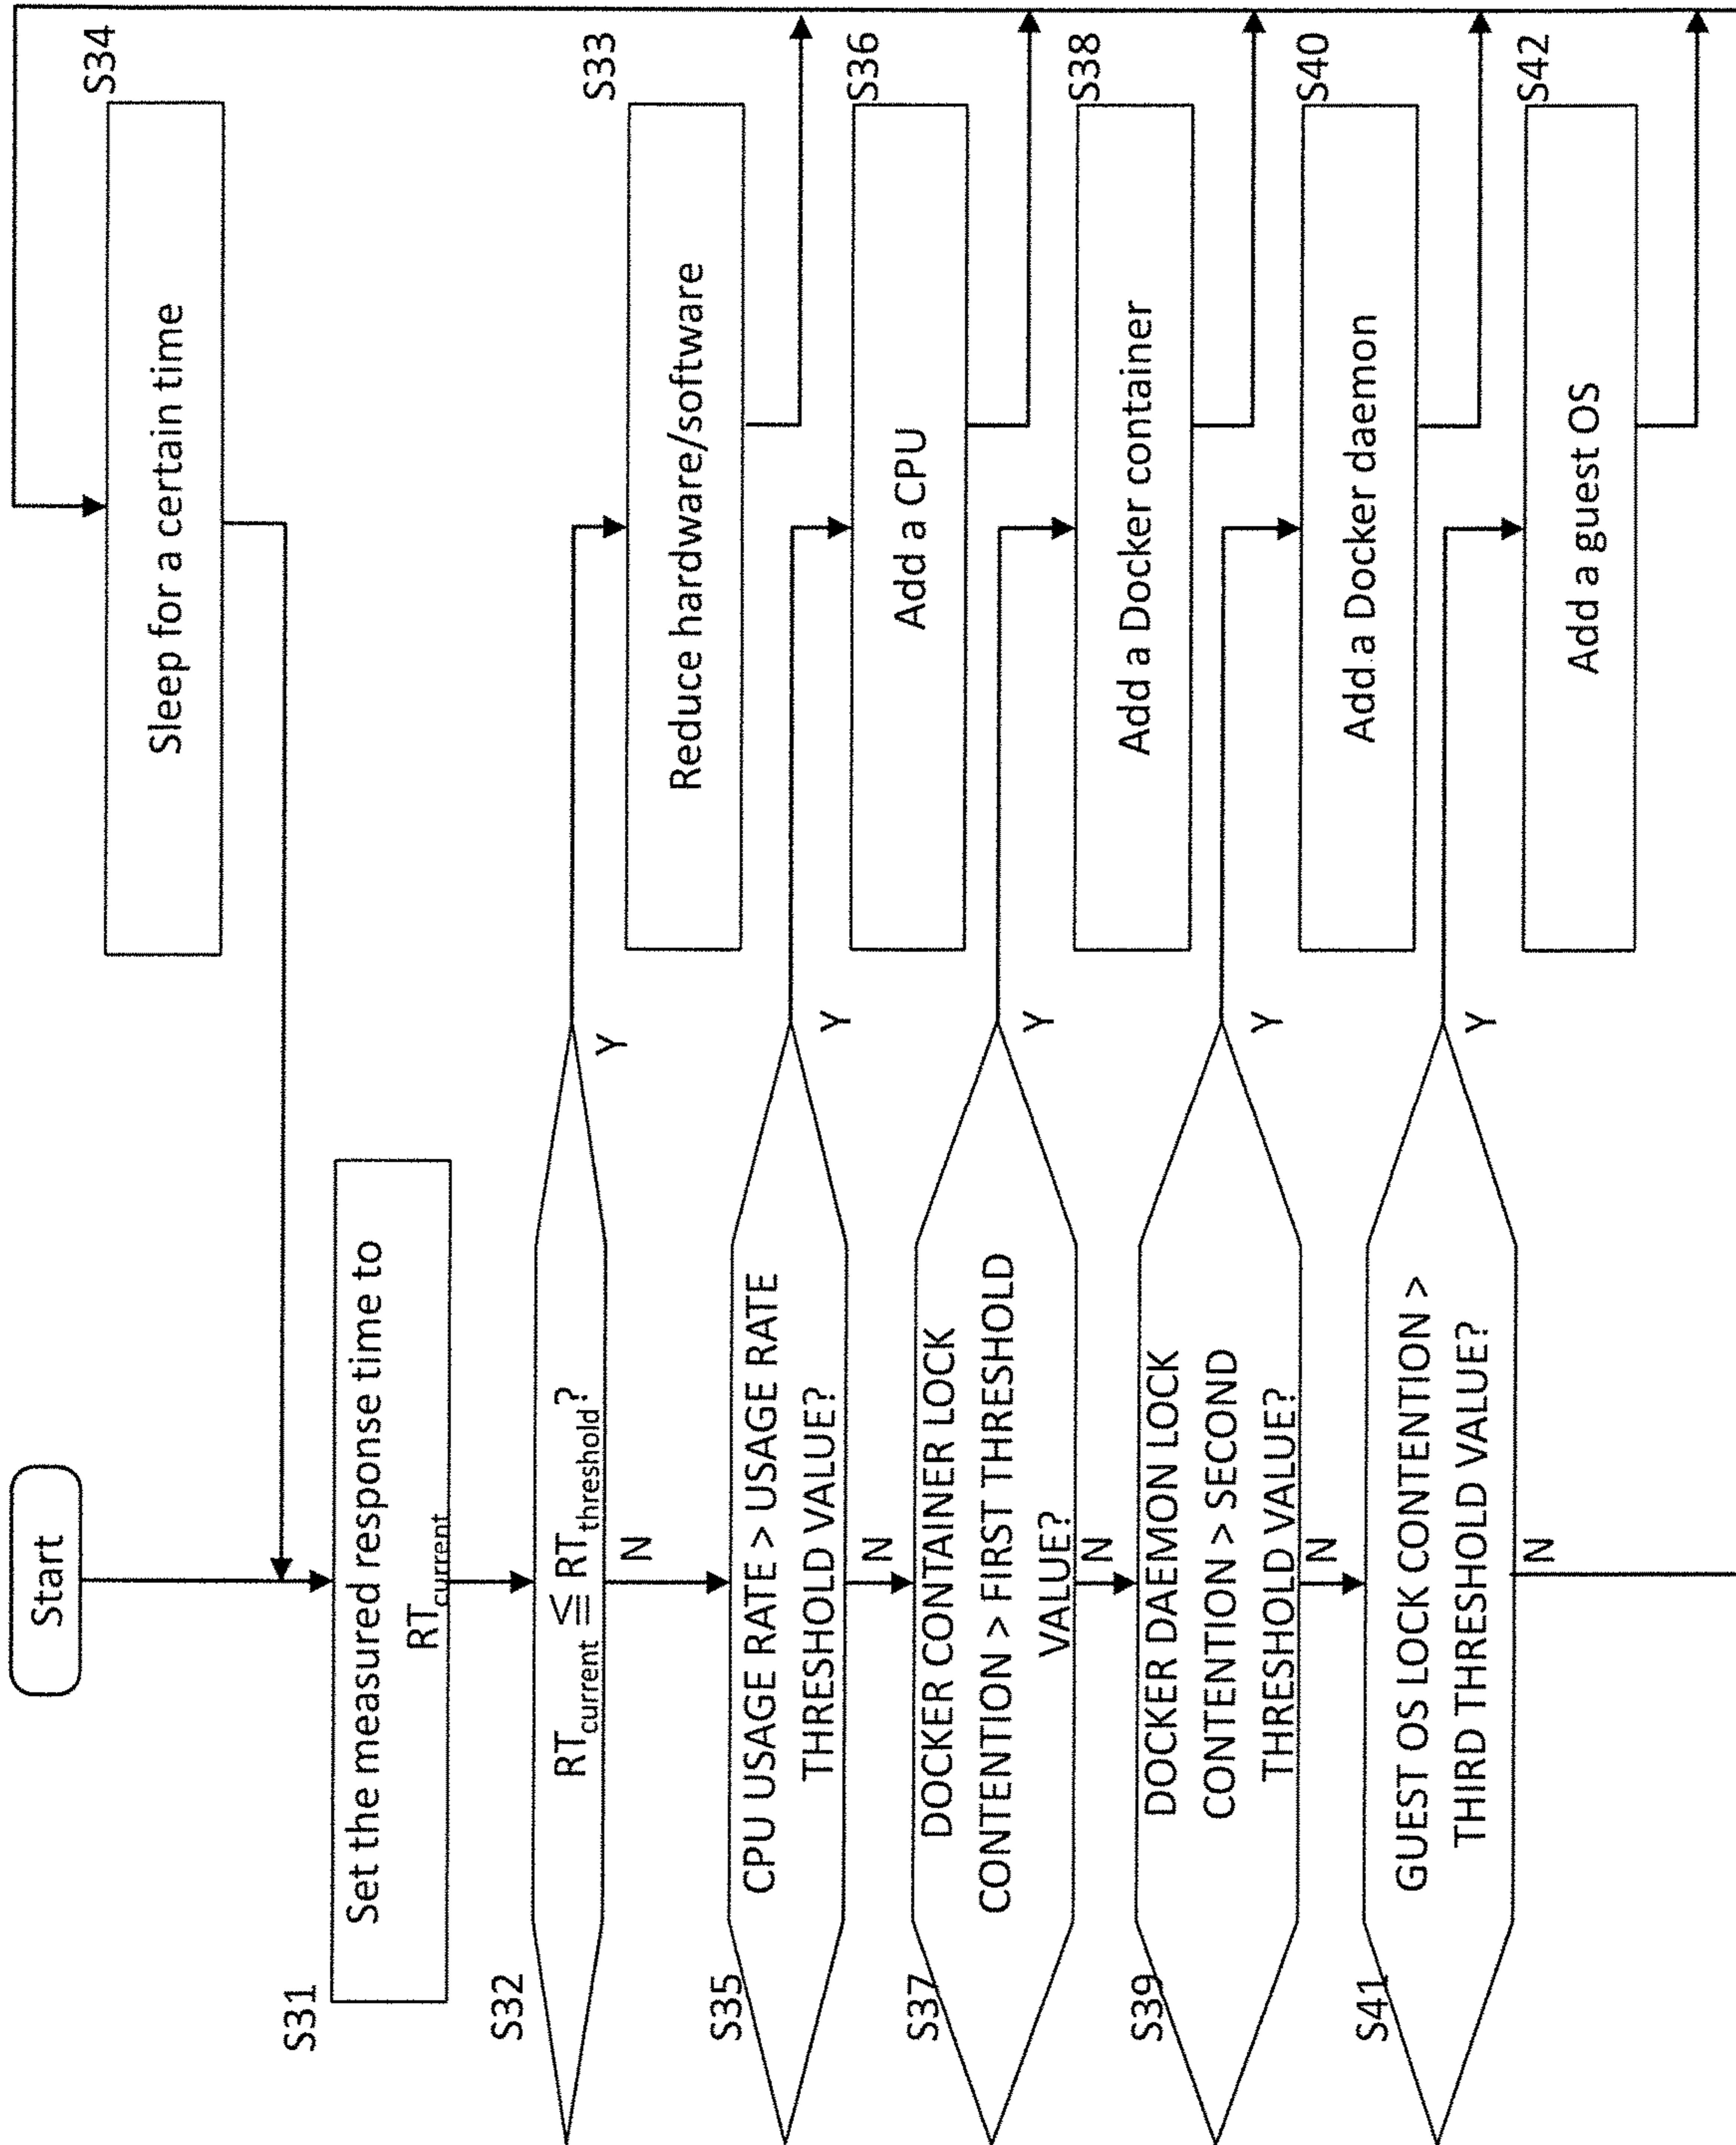 Start
S34
Sleep for a certain time
S31
Set the measured response time to
RTcurrent
S32
RTcurrent ≦ RTthreshold?
Y
N
S33
Reduce hardware/software
S35
CPU USAGE RATE > USAGE RATE
THRESHOLD VALUE?
Y
N
S36
Add a CPU
S37
DOCKER CONTAINER LOCK
CONTENTION > FIRST THRESHOLD
VALUE?
Y
N
S38
Add a Docker container
S39
DOCKER DAEMON LOCK
CONTENTION > SECOND
THRESHOLD VALUE?
Y
N
S40
Add a Docker daemon
S41
GUEST OS LOCK CONTENTION >
THIRD THRESHOLD VALUE?
Y
N
S42
Add a guest OS